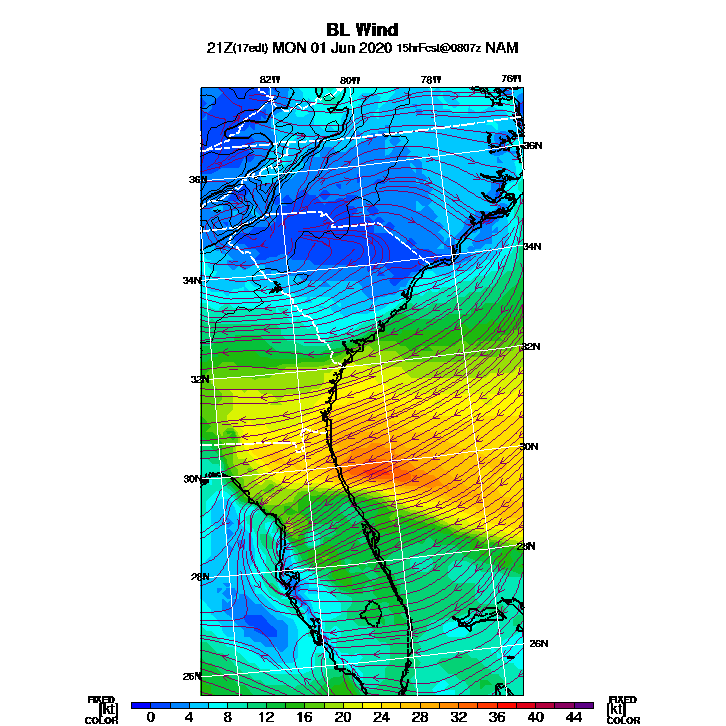 BL Wind
21Z(17edt) MON 01 Jun 2020 15hrFcst@0807z NAM
82W 80W 78W 76W
36N
36N
34N
34N
32N
32N
30N
30N
28N
28N
26N
26N
FIXED FIXED
[kt] 0 4 8 12 16 20 24 28 32 36 40 44 [kt]
COLOR COLOR